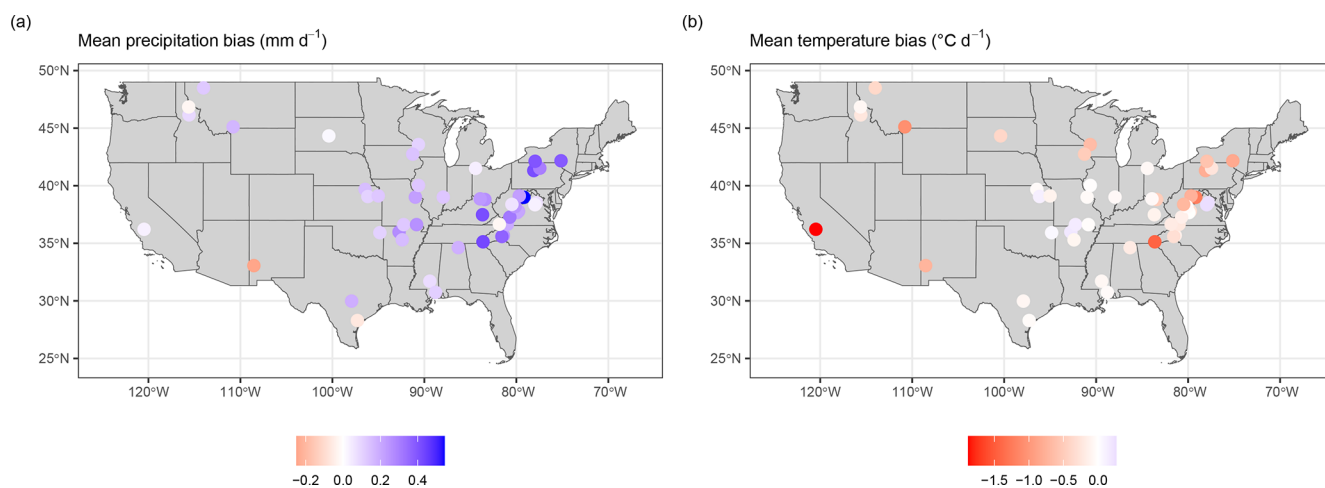 (a)
Mean precipitation bias (mm d⁻¹)
50°N
45°N
40°N
35°N
30°N
25°N
120°W 110°W 100°W 90°W 80°W 70°W
−0.2 0.0 0.2 0.4
(b)
Mean temperature bias (°C d⁻¹)
50°N
45°N
40°N
35°N
30°N
25°N
120°W 110°W 100°W 90°W 80°W 70°W
−1.5 −1.0 −0.5 0.0